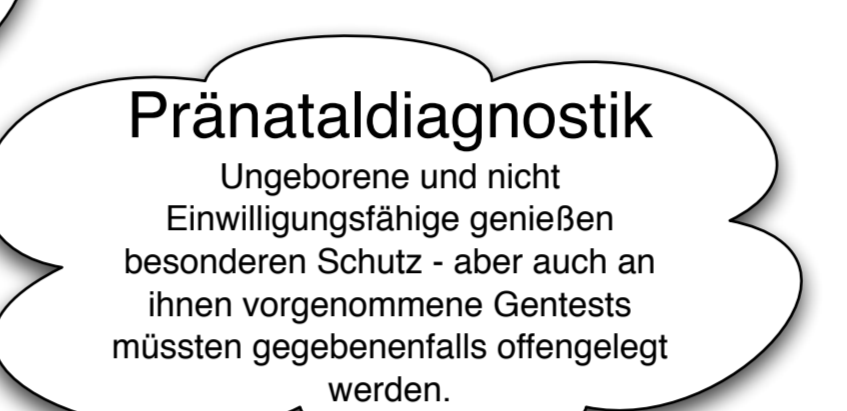 Pränataldiagnostik
Ungeborene und nicht
Einwilligungsfähige genießen
besonderen Schutz - aber auch an
ihnen vorgenommene Gentests
müssten gegebenenfalls offengelegt
werden.